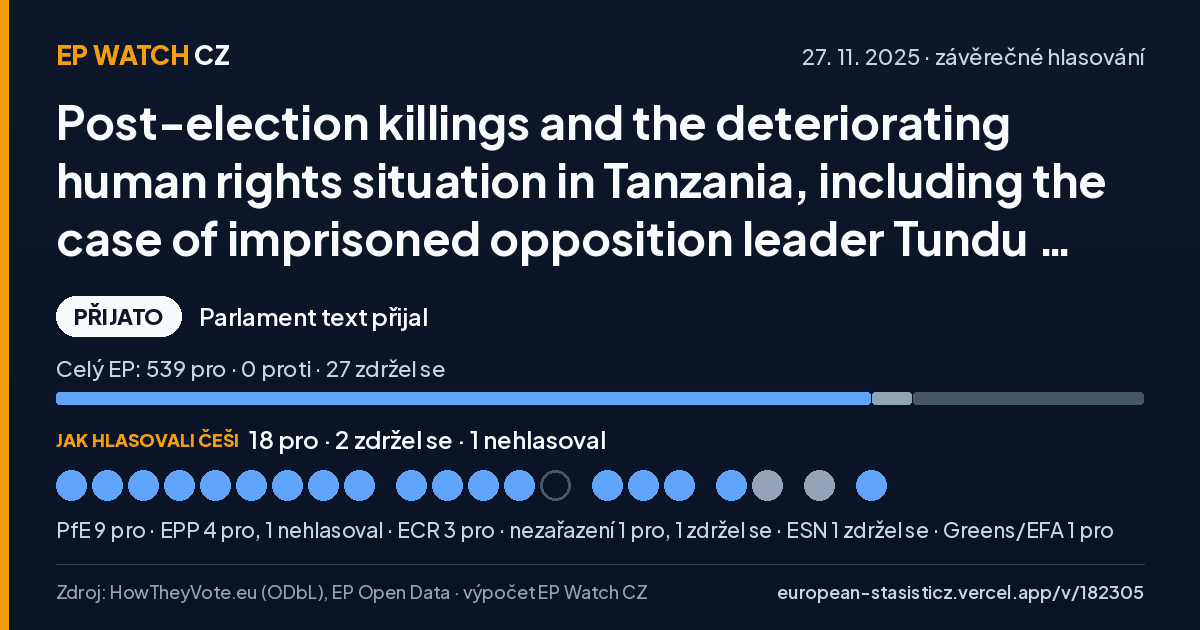 EP WATCH CZ
27. 11. 2025 · závěrečné hlasování
Post-election killings and the deteriorating
human rights situation in Tanzania, including the
case of imprisoned opposition leader Tundu ...
PŘIJATO Parlament text přijal
Celý EP: 539 pro · 0 proti · 27 zdržel se
JAK HLASOVALI ČEŠI 18 pro · 2 zdržel se · 1 nehlasoval
PfE 9 pro · EPP 4 pro, 1 nehlasoval · ECR 3 pro · nezařazení 1 pro, 1 zdržel se · ESN 1 zdržel se · Greens/EFA 1 pro
Zdroj: HowTheyVote.eu (ODbL), EP Open Data · výpočet EP Watch CZ
european-stasisticz.vercel.app/v/182305